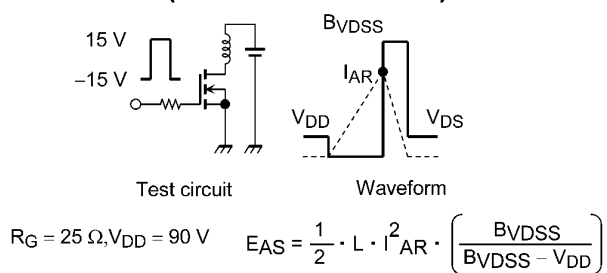 15 V
−15 V
BVDSS
IAR
VDD
VDS
Test circuit
Waveform
RG = 25 Ω,VDD = 90 V
EAS = 1/2 · L · I²AR · (BVDSS / (BVDSS − VDD))